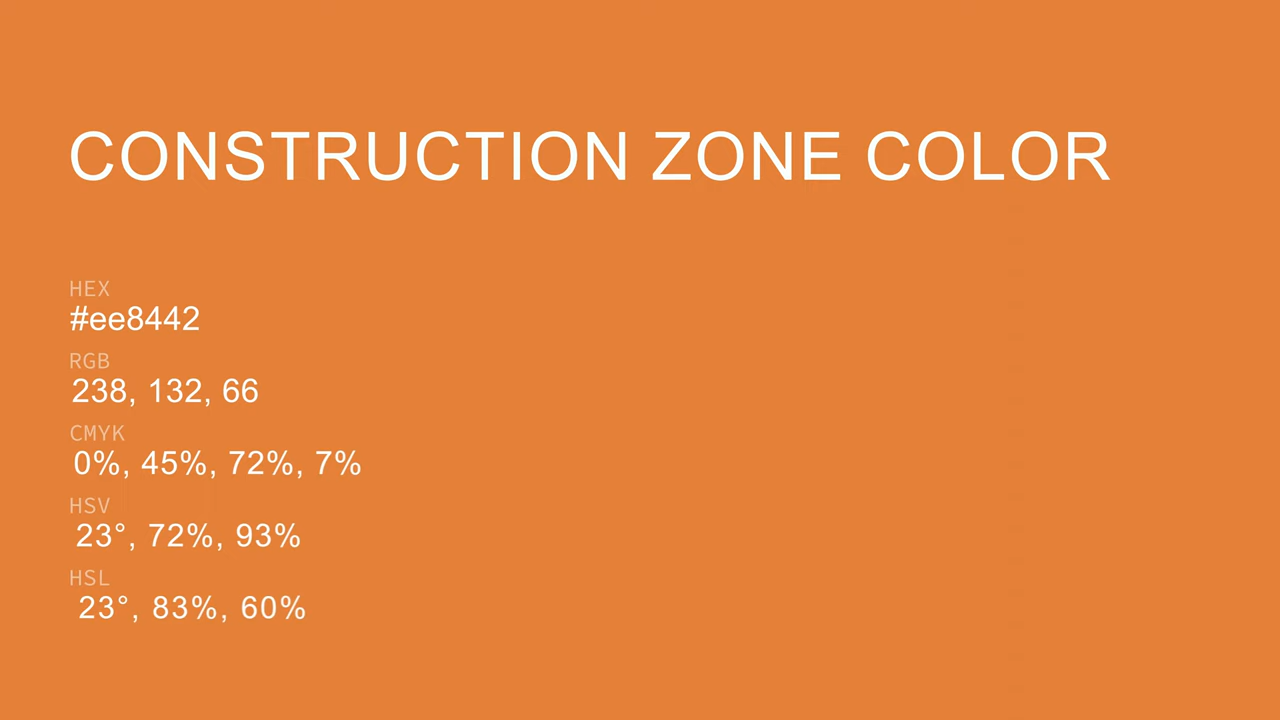 CONSTRUCTION ZONE COLOR
HEX
#ee8442
RGB
238, 132, 66
CMYK
0%, 45%, 72%, 7%
HSV
23°, 72%, 93%
HSL
23°, 83%, 60%